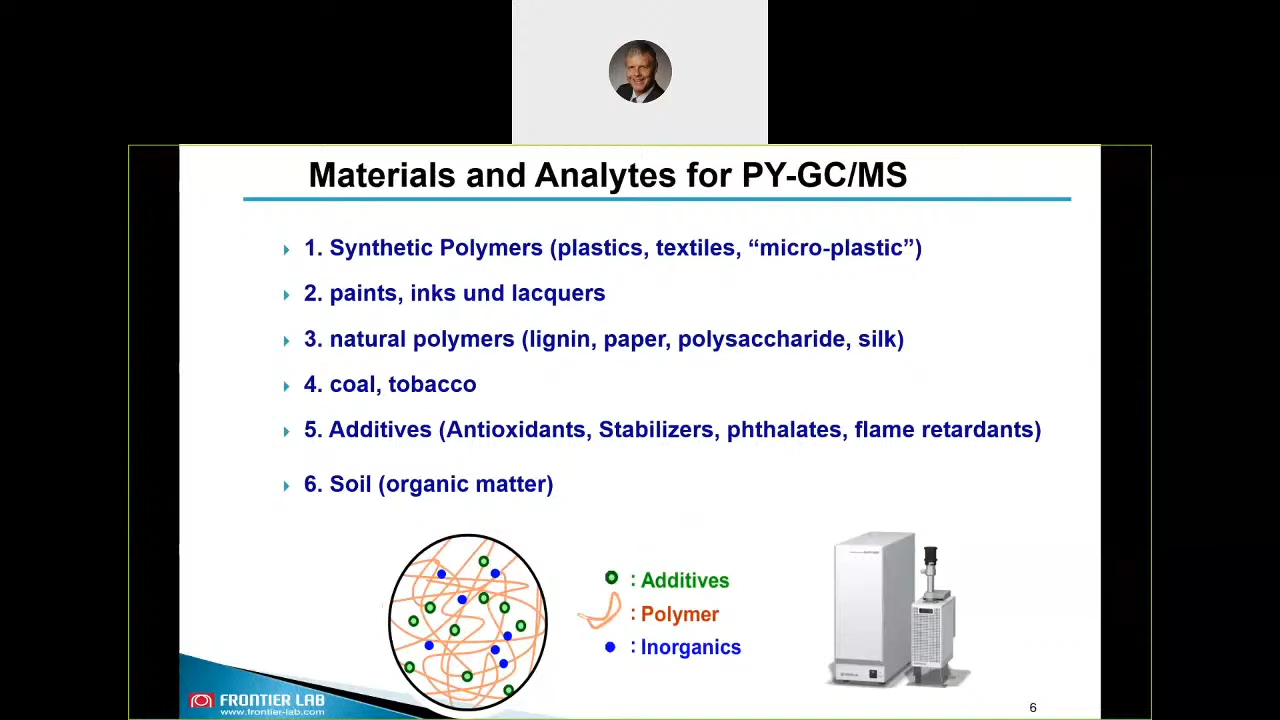 Materials and Analytes for PY-GC/MS
1. Synthetic Polymers (plastics, textiles, “micro-plastic”)
2. paints, inks und lacquers
3. natural polymers (lignin, paper, polysaccharide, silk)
4. coal, tobacco
5. Additives (Antioxidants, Stabilizers, phthalates, flame retardants)
6. Soil (organic matter)
: Additives
: Polymer
: Inorganics
FRONTIER LAB
www.frontier-lab.com
6